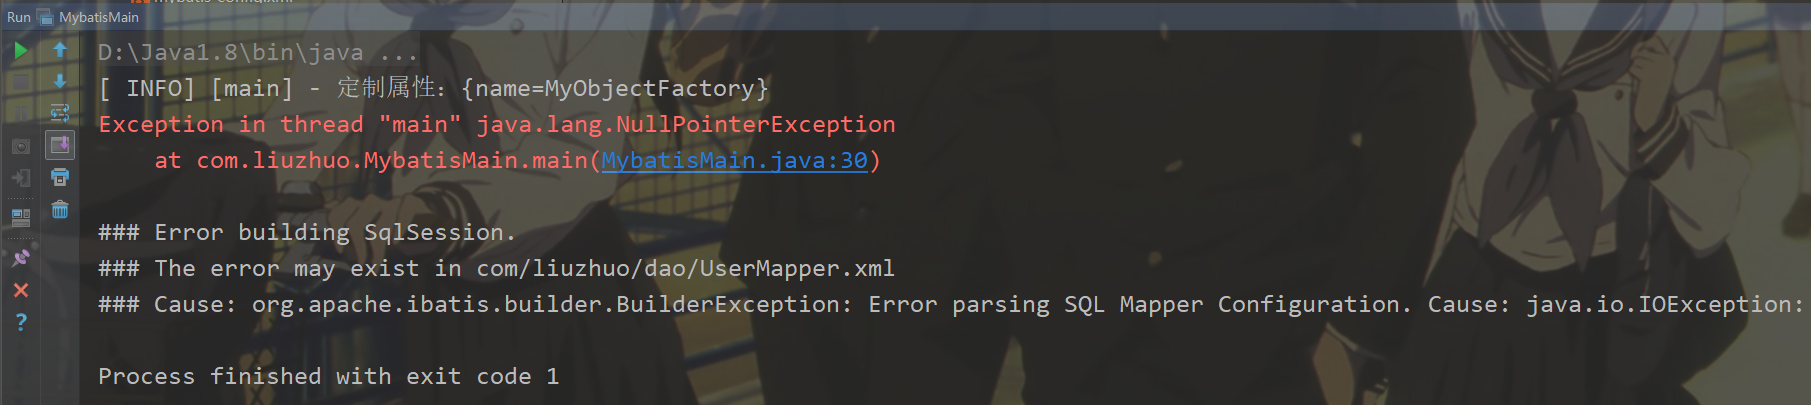 Run MybatisMain
D:\Java1.8\bin\java ...
[ INFO] [main] - 定制属性：{name=MyObjectFactory}
Exception in thread "main" java.lang.NullPointerException
at com.liuzhuo.MybatisMain.main(MybatisMain.java:30)
### Error building SqlSession.
### The error may exist in com/liuzhuo/dao/UserMapper.xml
### Cause: org.apache.ibatis.builder.BuilderException: Error parsing SQL Mapper Configuration. Cause: java.io.IOException:
Process finished with exit code 1